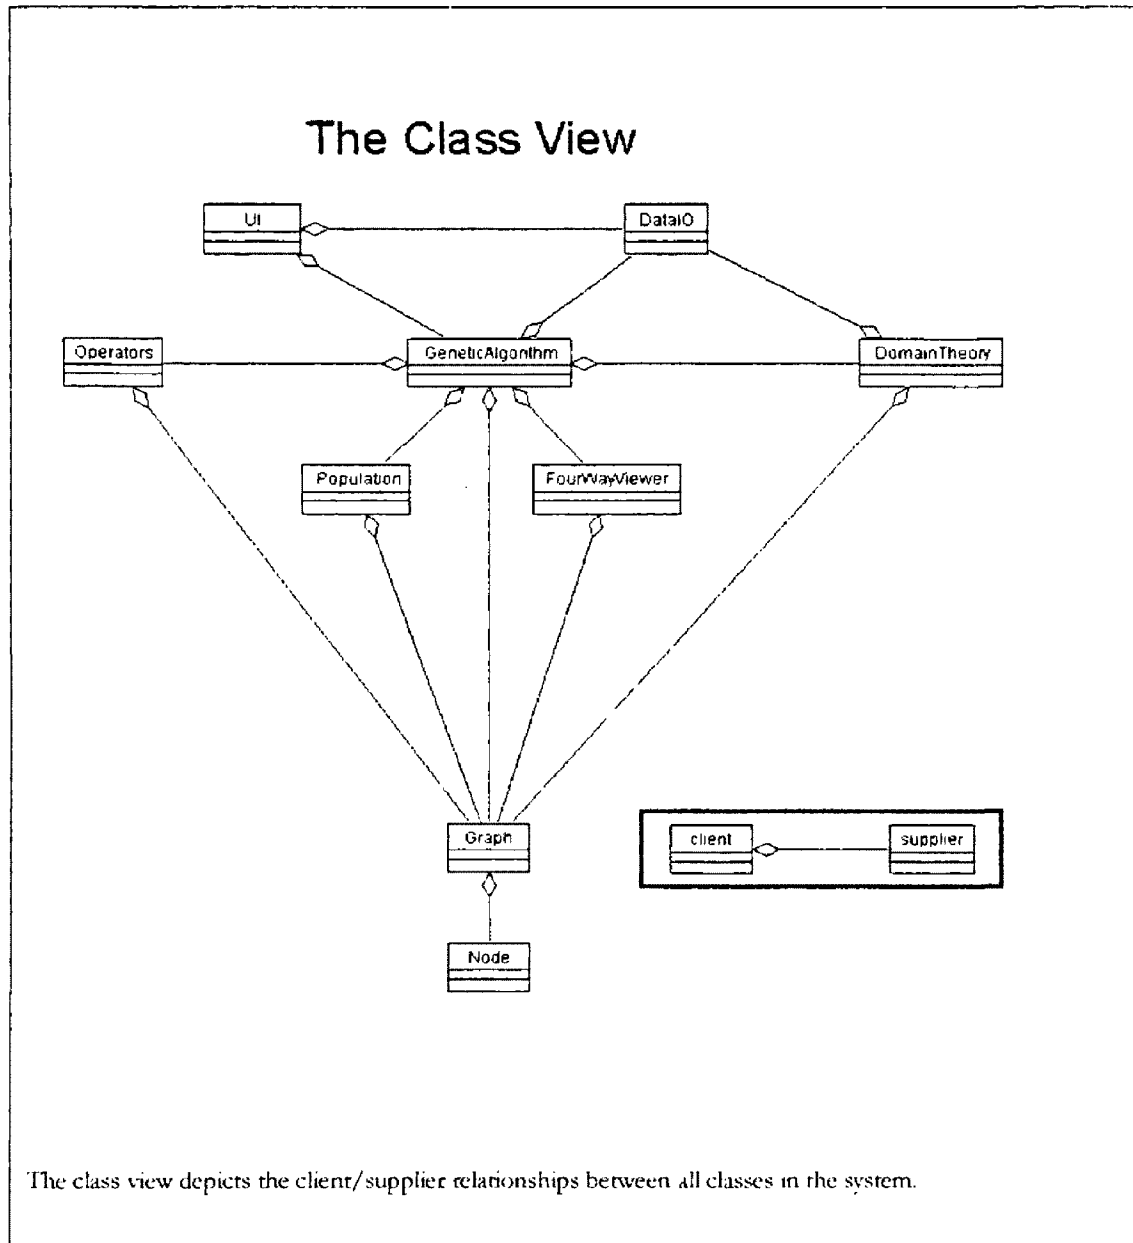 The Class View
UI
DataIO
Operators
GeneticAlgorithm
DomainTheory
Population
FourWayViewer
Graph
client
supplier
Node
The class view depicts the client/supplier relationships between all classes in the system.